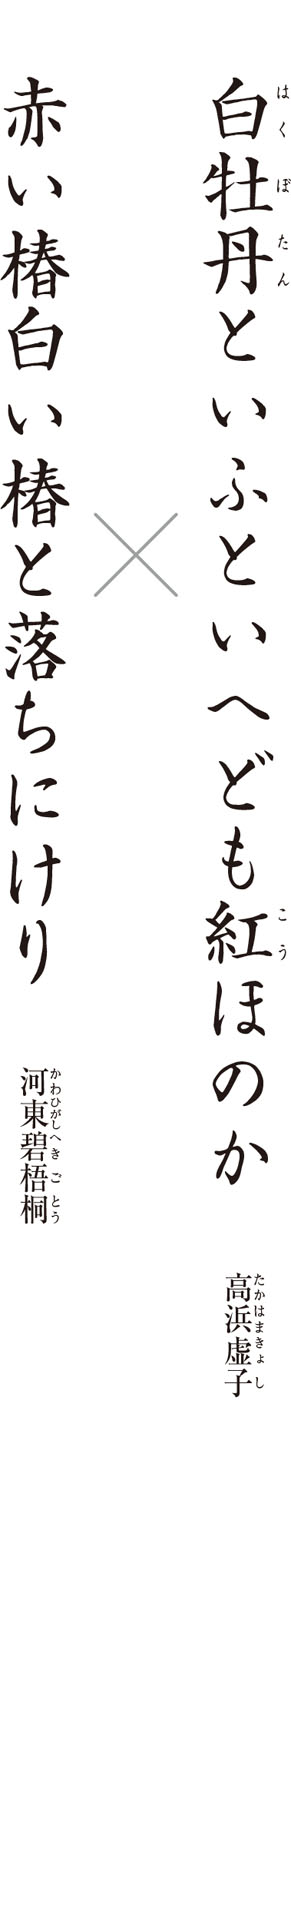 白牡丹といふといへども紅ほのか
はくぼたん
こう
高浜虚子
たかはまきょし
×
赤い椿白い椿と落ちにけり
河東碧梧桐
かわひがしへきごとう